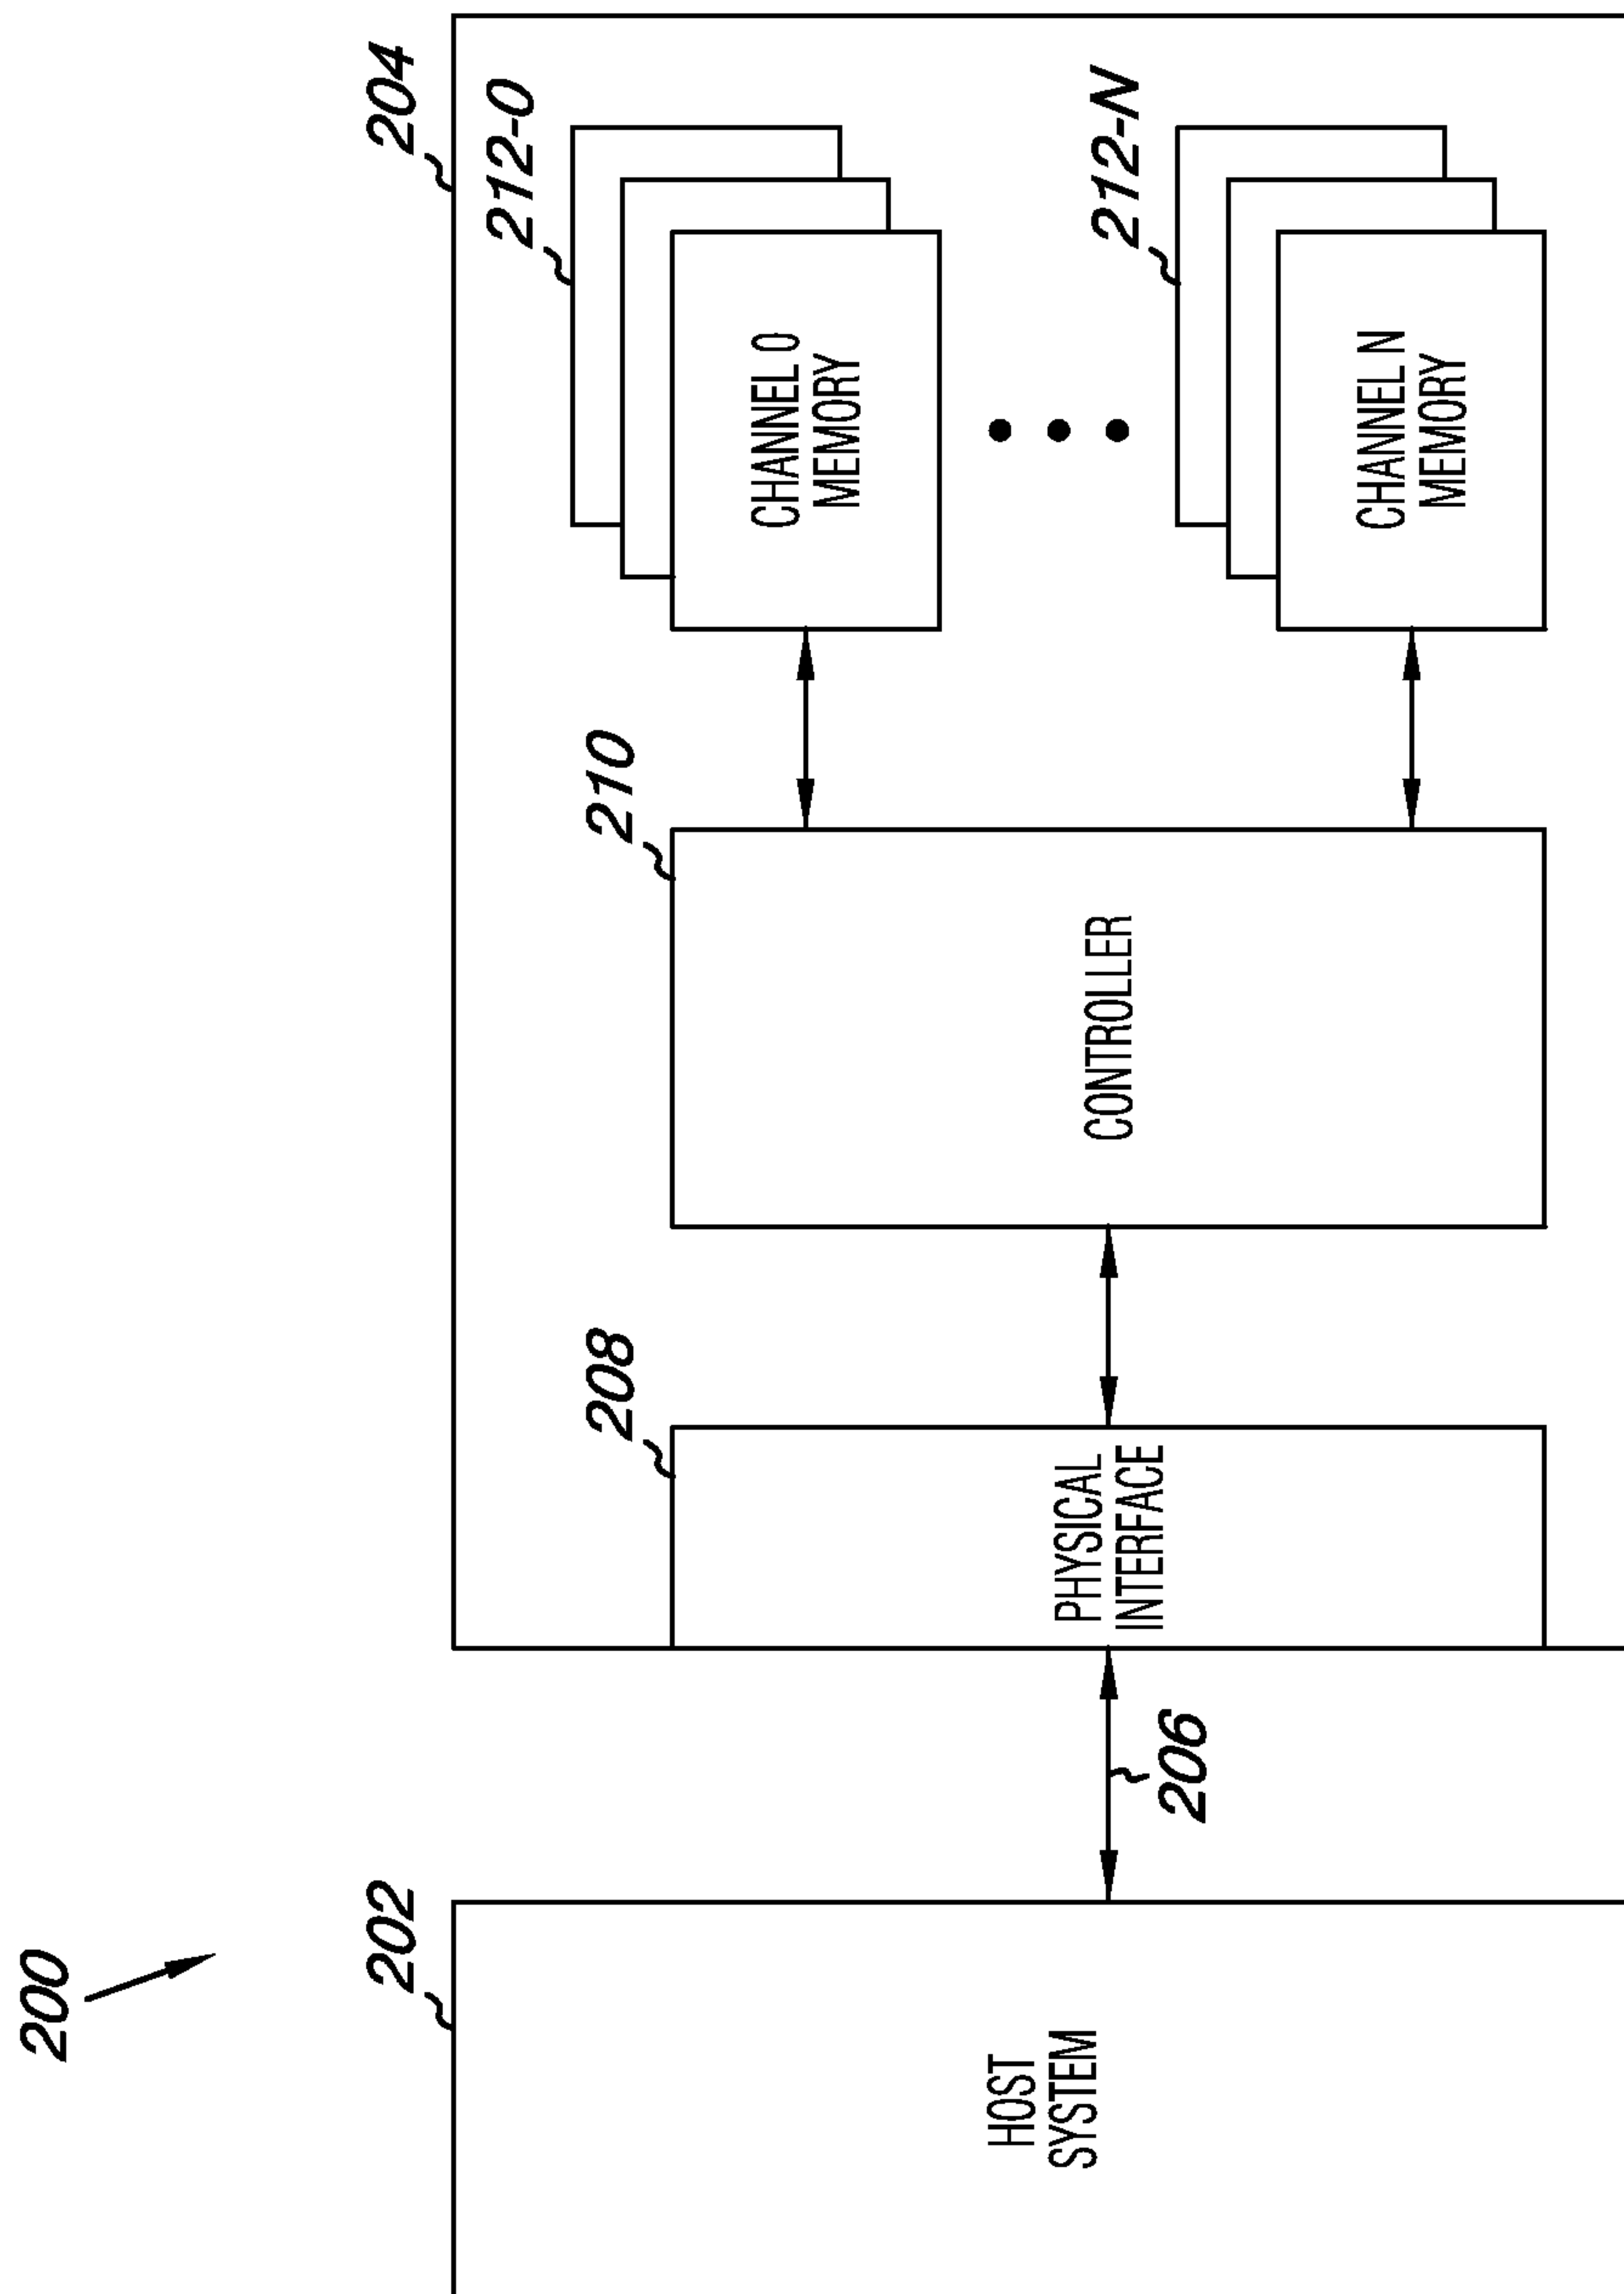 200
202
HOST
SYSTEM
206
204
208
PHYSICAL
INTERFACE
210
CONTROLLER
212-0
CHANNEL 0
MEMORY
212-N
CHANNEL N
MEMORY